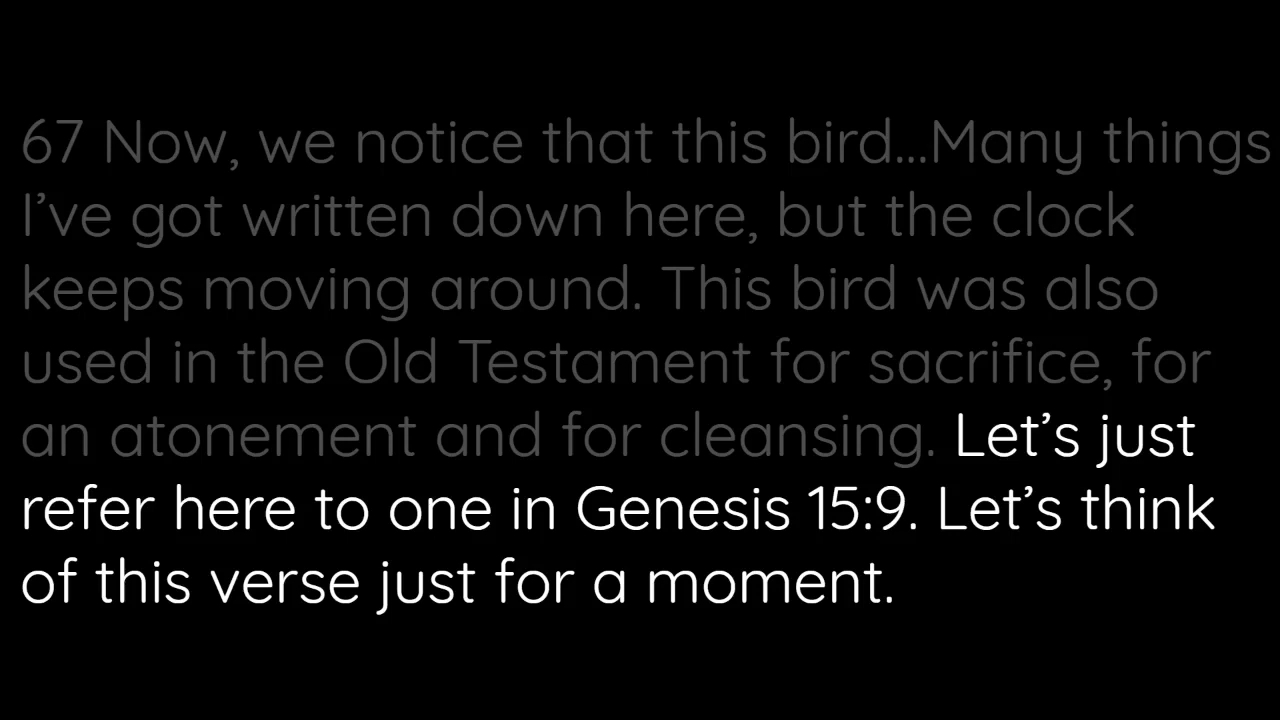 67 Now, we notice that this bird...Many things
I’ve got written down here, but the clock
keeps moving around. This bird was also
used in the Old Testament for sacrifice, for
an atonement and for cleansing. Let’s just
refer here to one in Genesis 15:9. Let’s think
of this verse just for a moment.